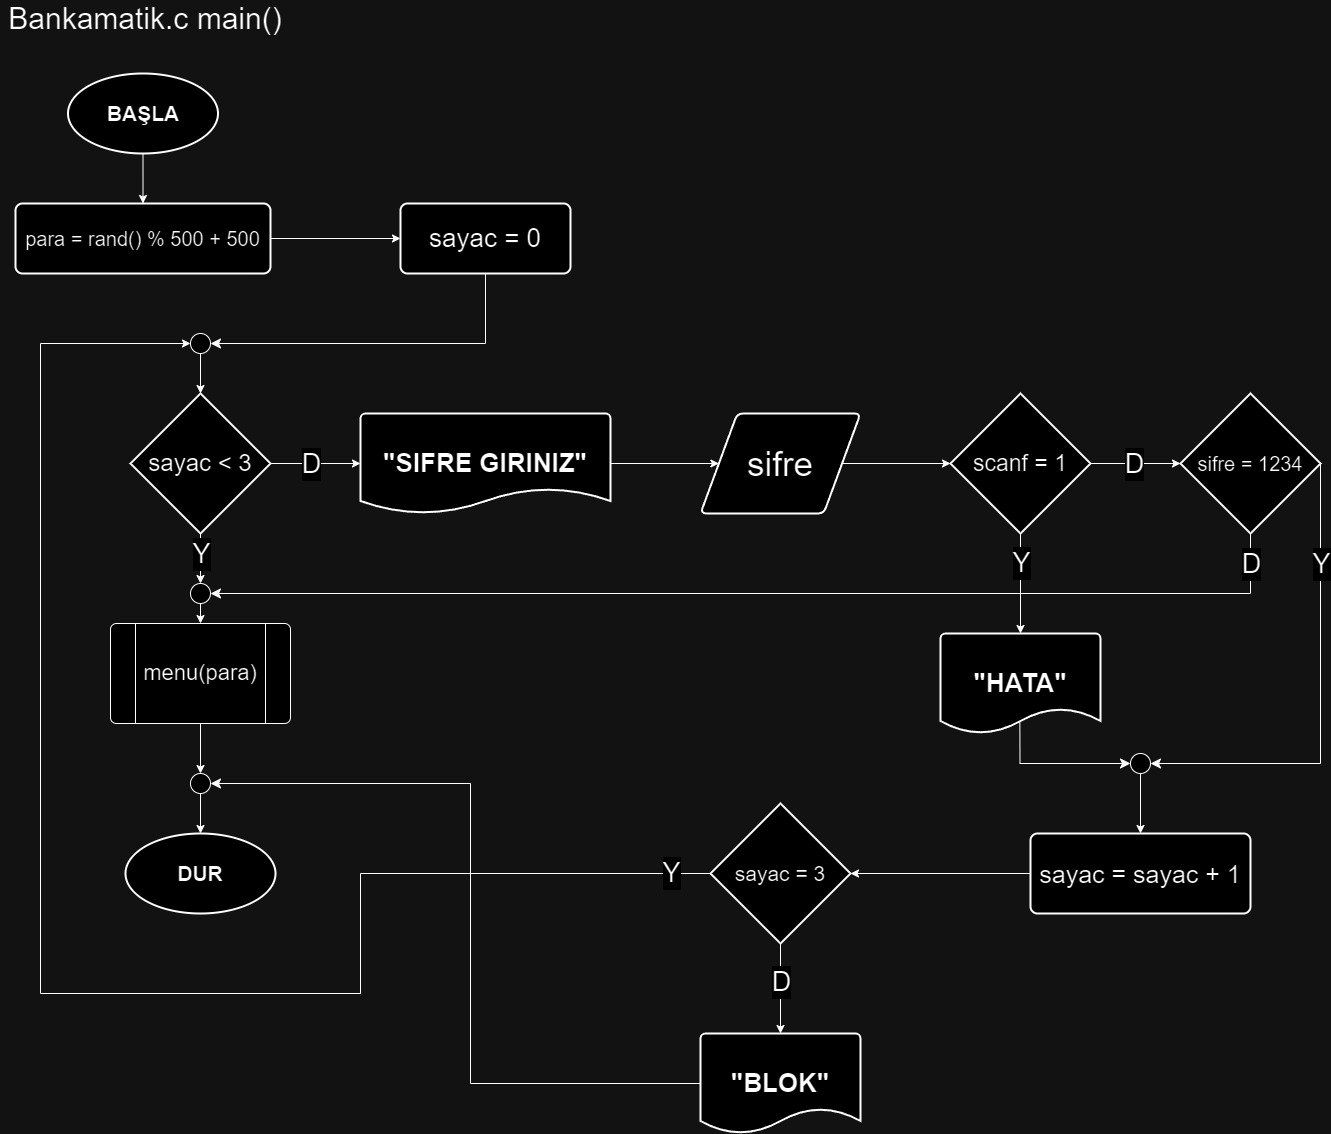 Bankamatik.c main()
BAŞLA
para = rand() % 500 + 500
sayac = 0
sayac < 3
D
"SIFRE GIRINIZ"
sifre
scanf = 1
D
sifre = 1234
Y
Y
D
Y
menu(para)
"HATA"
DUR
Y
sayac = 3
sayac = sayac + 1
D
"BLOK"